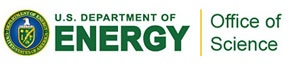 U.S. DEPARTMENT OF
ENERGY
Office of
Science